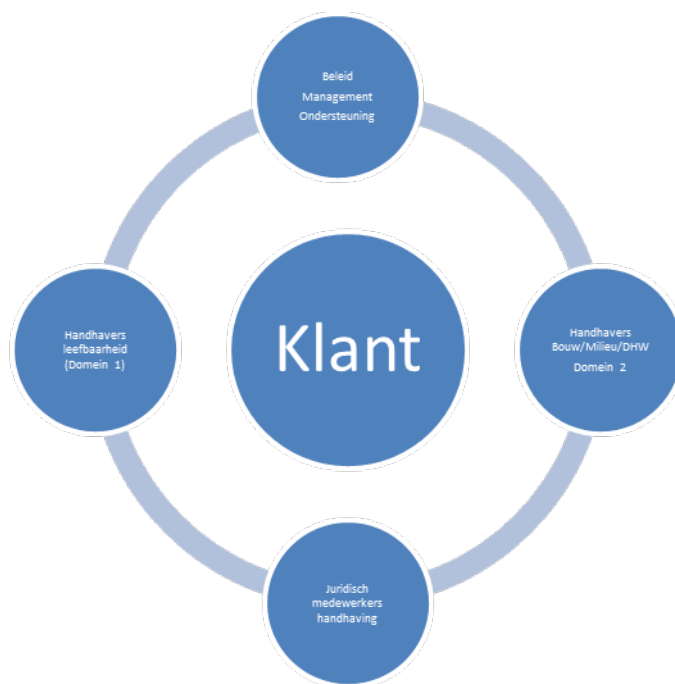 Beleid
Management
Ondersteuning
Handhavers
leefbaarheid
(Domein 1)
Klant
Handhavers
Bouw/Milieu/DHW
Domein 2
Juridisch
medewerkers
handhaving